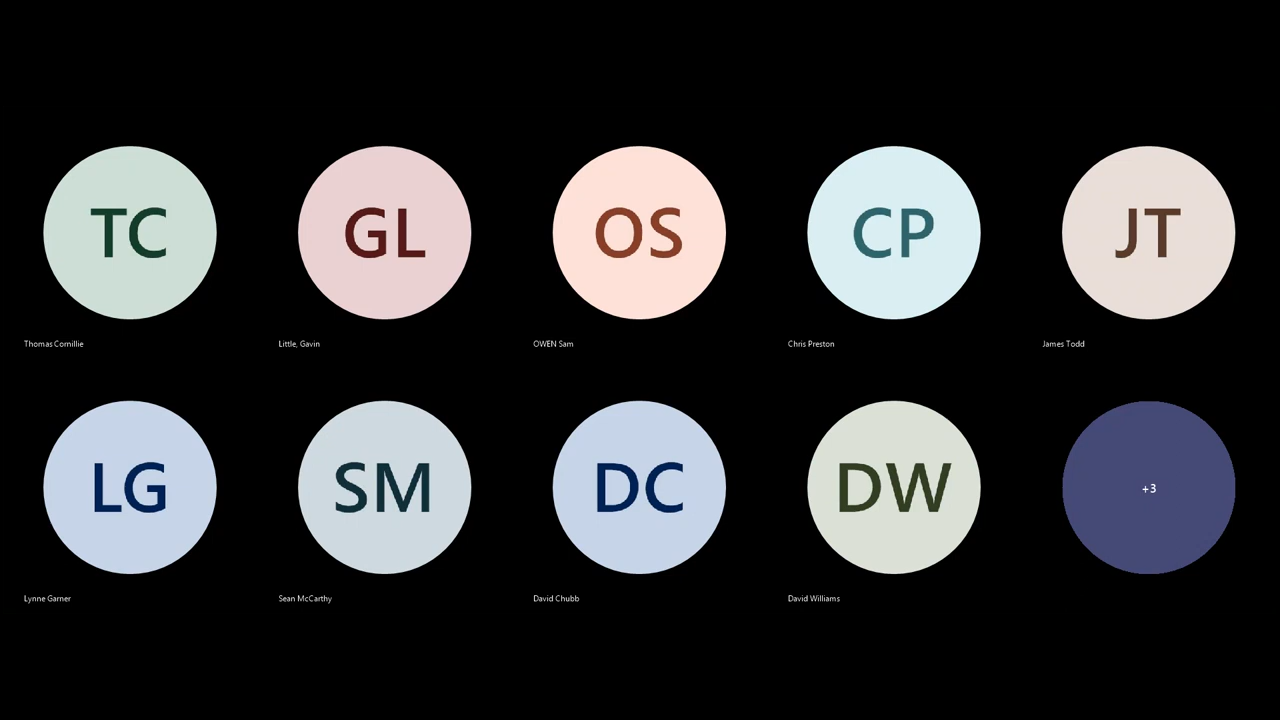 TC
GL
OS
CP
JT
Thomas Cornillie
Little, Gavin
OWEN Sam
Chris Preston
James Todd
LG
SM
DC
DW
+3
Lynne Garner
Sean McCarthy
David Chubb
David Williams